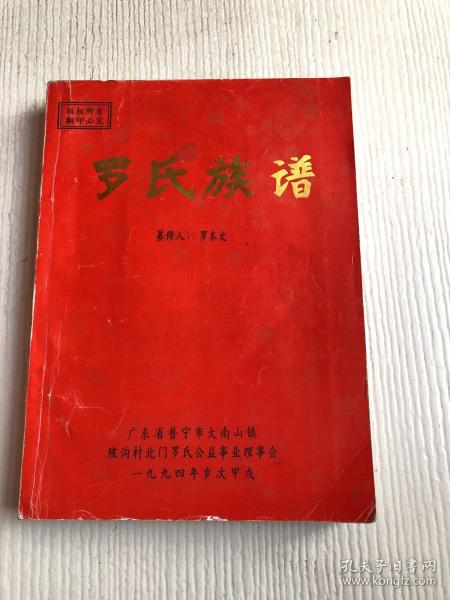 版权所有
翻印必究
罗氏族谱
纂修人：罗本文
广东省普宁市大南山镇
陂沟村北门罗氏公益事业理事会
一九九四年岁次甲戌
孔夫子旧书网
www.kongfz.com